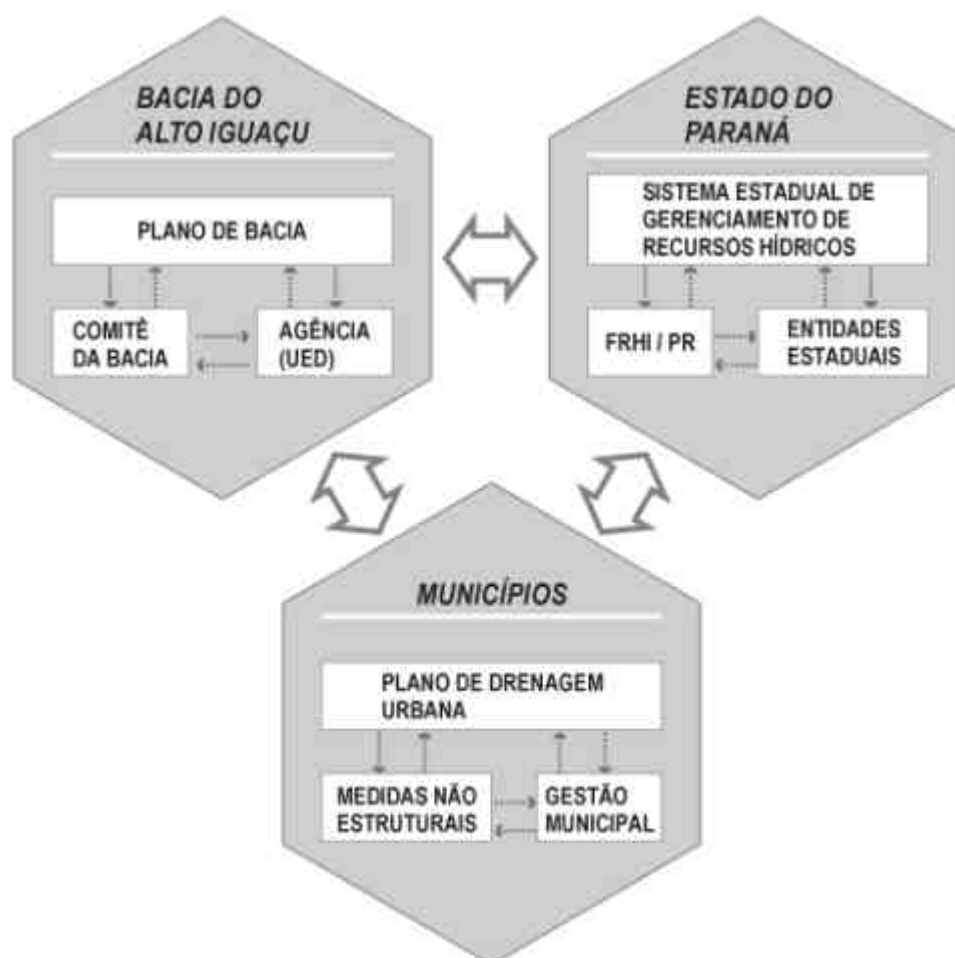 BACIA DO
ALTO IGUAÇU
PLANO DE BACIA
COMITÊ
DA BACIA
AGÊNCIA
(UED)
ESTADO DO
PARANÁ
SISTEMA ESTADUAL DE
GERENCIAMENTO DE
RECURSOS HÍDRICOS
FRHI / PR
ENTIDADES
ESTADUAIS
MUNICÍPIOS
PLANO DE DRENAGEM
URBANA
MEDIDAS NÃO
ESTRUTURAIS
GESTÃO
MUNICIPAL